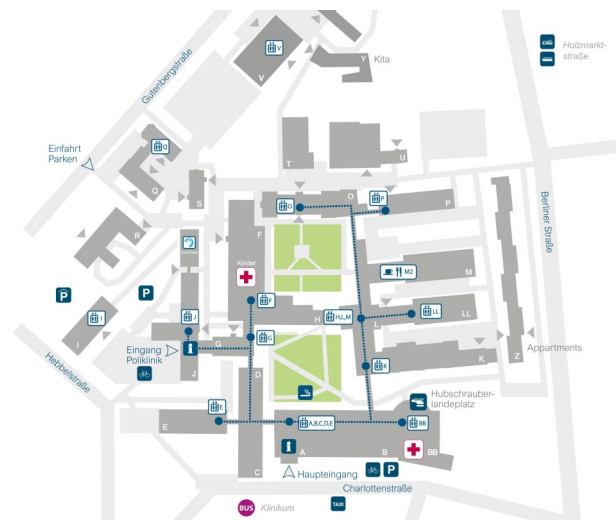 V
V
Y
Kita
Holzmarkt-
straße
Gutenbergstraße
Einfahrt
Parken
Q
Q
S
T
U
R
O
O
P
P
F
Kinder
Berliner Straße
M2
M
P
P
I
I
J
F
H
H,L,M
L
LL
LL
Z
Appartments
G
G
Eingang
Poliklinik
i
J
K
K
Hebbelstraße
D
Hubschrauber-
landeplatz
E
E
A,B,C,D,E
BB
i
A
B
BB
C
Haupteingang
P
Charlottenstraße
BUS
Klinikum
TAXI